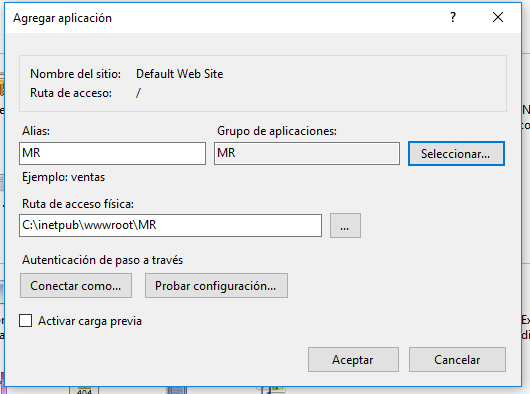 Agregar aplicación
Nombre del sitio: Default Web Site
Ruta de acceso: /
Alias: Grupo de aplicaciones:
MR MR Seleccionar...
Ejemplo: ventas
Ruta de acceso física:
C:\inetpub\wwwroot\MR ...
Autenticación de paso a través
Conectar como... Probar configuración...
Activar carga previa
Aceptar Cancelar
404